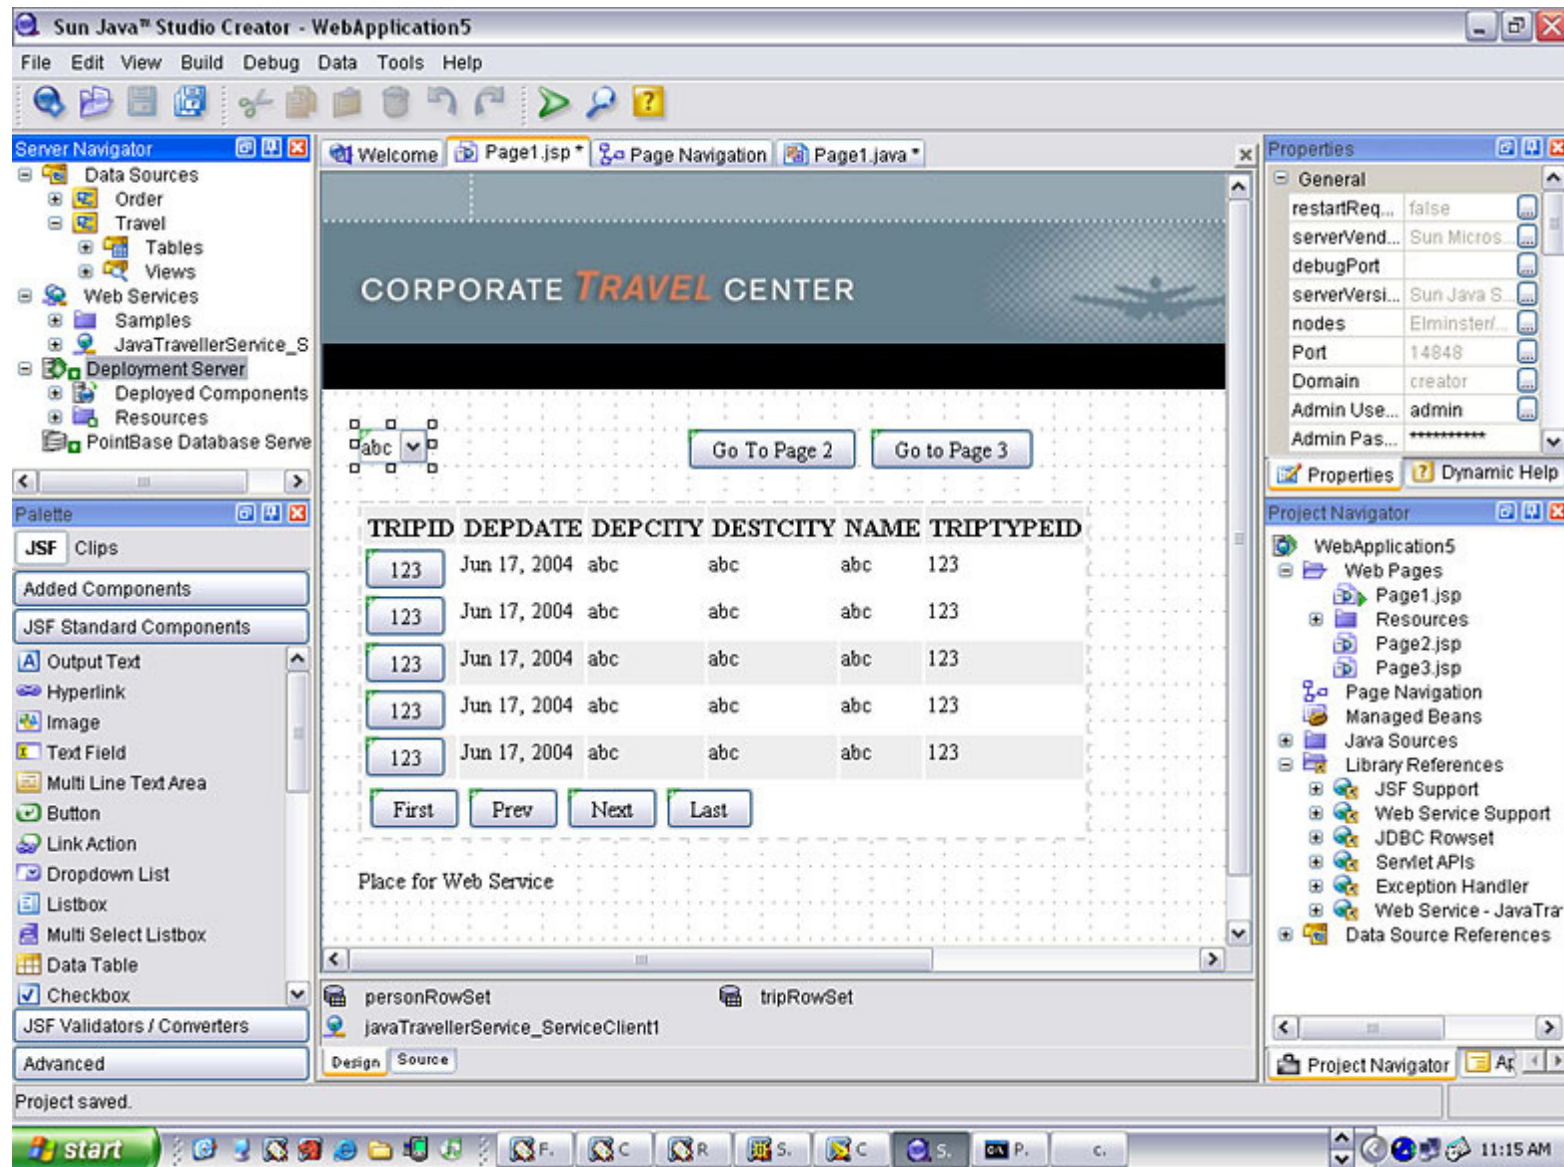 Sun Java™ Studio Creator - WebApplication5
File Edit View Build Debug Data Tools Help
Server Navigator
Data Sources
Order
Travel
Tables
Views
Web Services
Samples
JavaTravellerService_S
Deployment Server
Deployed Components
Resources
PointBase Database Serve
Palette
JSF Clips
Added Components
JSF Standard Components
Output Text
Hyperlink
Image
Text Field
Multi Line Text Area
Button
Link Action
Dropdown List
Listbox
Multi Select Listbox
Data Table
Checkbox
JSF Validators / Converters
Advanced
Welcome Page1.jsp * Page Navigation Page1.java *
CORPORATE TRAVEL CENTER
abc Go To Page 2 Go to Page 3
TRIPID DEPDATE DEPCITY DESTCITY NAME TRIPTYPEID
123 Jun 17, 2004 abc abc abc 123
123 Jun 17, 2004 abc abc abc 123
123 Jun 17, 2004 abc abc abc 123
123 Jun 17, 2004 abc abc abc 123
123 Jun 17, 2004 abc abc abc 123
First Prev Next Last
Place for Web Service
personRowSet tripRowSet
javaTravellerService_ServiceClient1
Design Source
Properties
General
restartReq... false ...
serverVend... Sun Micros... ...
debugPort ...
serverVersi... Sun Java S... ...
nodes Elminster/... ...
Port 14848 ...
Domain creator ...
Admin Use... admin ...
Admin Pas... **********
Properties Dynamic Help
Project Navigator
WebApplication5
Web Pages
Page1.jsp
Resources
Page2.jsp
Page3.jsp
Page Navigation
Managed Beans
Java Sources
Library References
JSF Support
Web Service Support
JDBC Rowset
Servlet APIs
Exception Handler
Web Service - JavaTra
Data Source References
Project Navigator
Project saved.
start F. C R S. C S. P. c. 11:15 AM